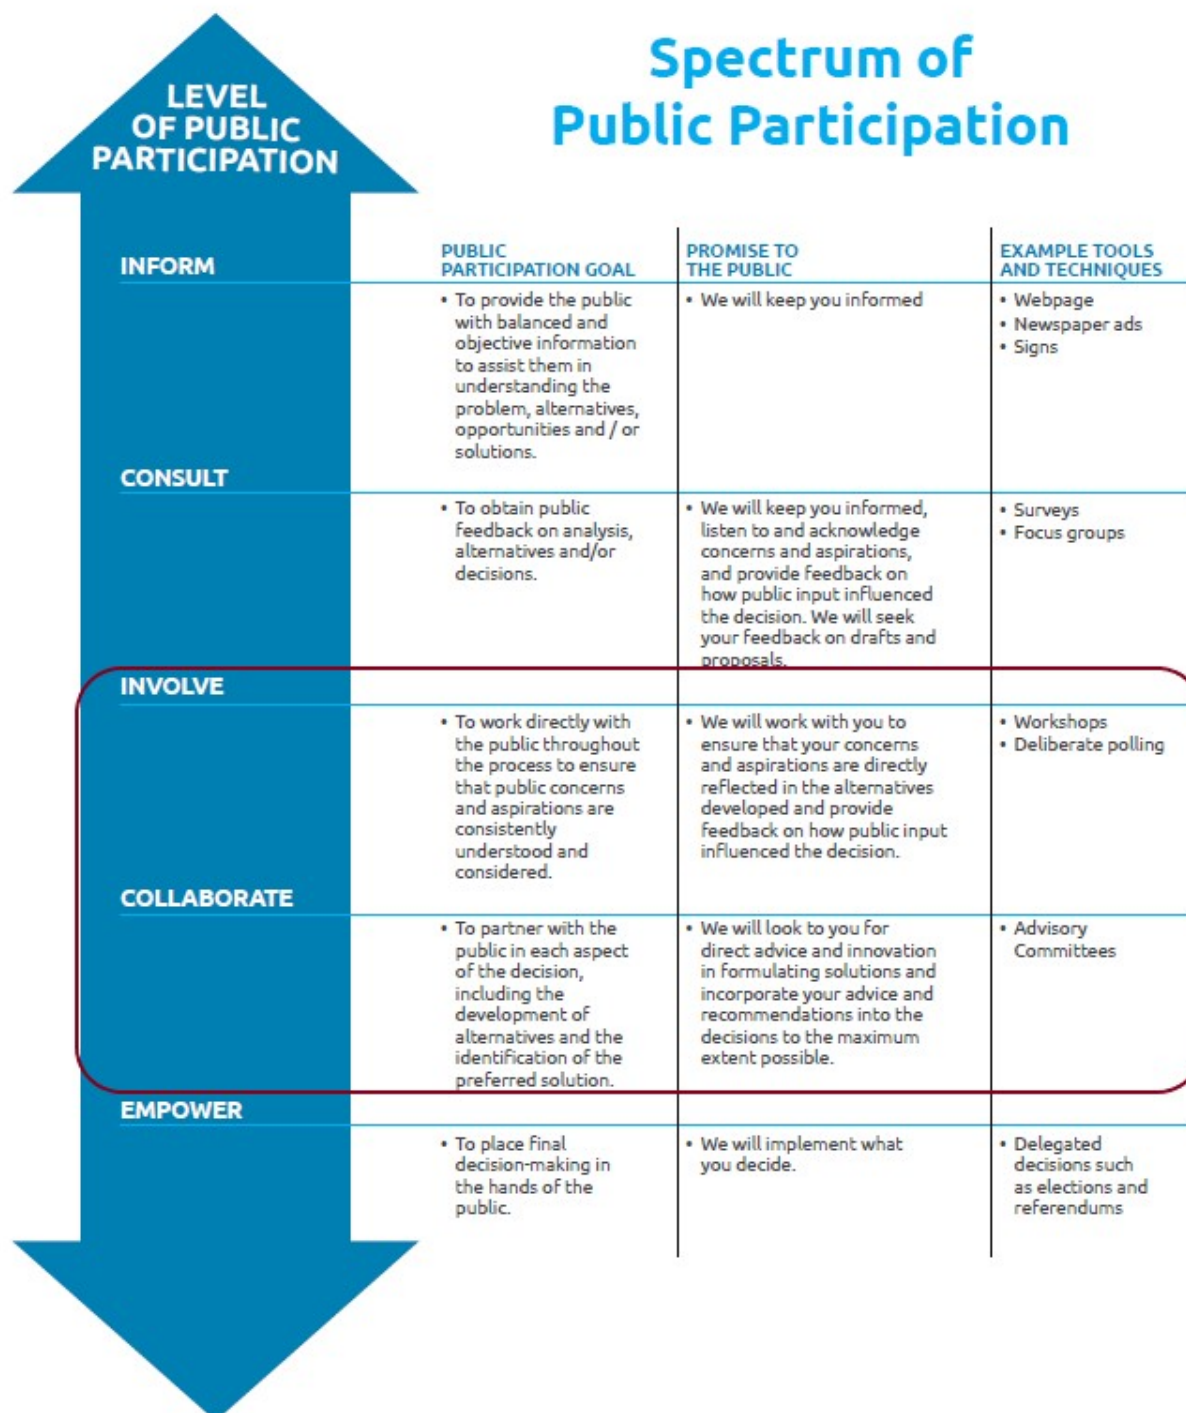 LEVEL
OF PUBLIC
PARTICIPATION
Spectrum of
Public Participation
INFORM
PUBLIC
PARTICIPATION GOAL
PROMISE TO
THE PUBLIC
EXAMPLE TOOLS
AND TECHNIQUES
• To provide the public
with balanced and
objective information
to assist them in
understanding the
problem, alternatives,
opportunities and / or
solutions.
• We will keep you informed
• Webpage
• Newspaper ads
• Signs
CONSULT
• To obtain public
feedback on analysis,
alternatives and/or
decisions.
• We will keep you informed,
listen to and acknowledge
concerns and aspirations,
and provide feedback on
how public input influenced
the decision. We will seek
your feedback on drafts and
proposals.
• Surveys
• Focus groups
INVOLVE
• To work directly with
the public throughout
the process to ensure
that public concerns
and aspirations are
consistently
understood and
considered.
• We will work with you to
ensure that your concerns
and aspirations are directly
reflected in the alternatives
developed and provide
feedback on how public input
influenced the decision.
• Workshops
• Deliberate polling
COLLABORATE
• To partner with the
public in each aspect
of the decision,
including the
development of
alternatives and the
identification of the
preferred solution.
• We will look to you for
direct advice and innovation
in formulating solutions and
incorporate your advice and
recommendations into the
decisions to the maximum
extent possible.
• Advisory
Committees
EMPOWER
• To place final
decision-making in
the hands of the
public.
• We will implement what
you decide.
• Delegated
decisions such
as elections and
referendums